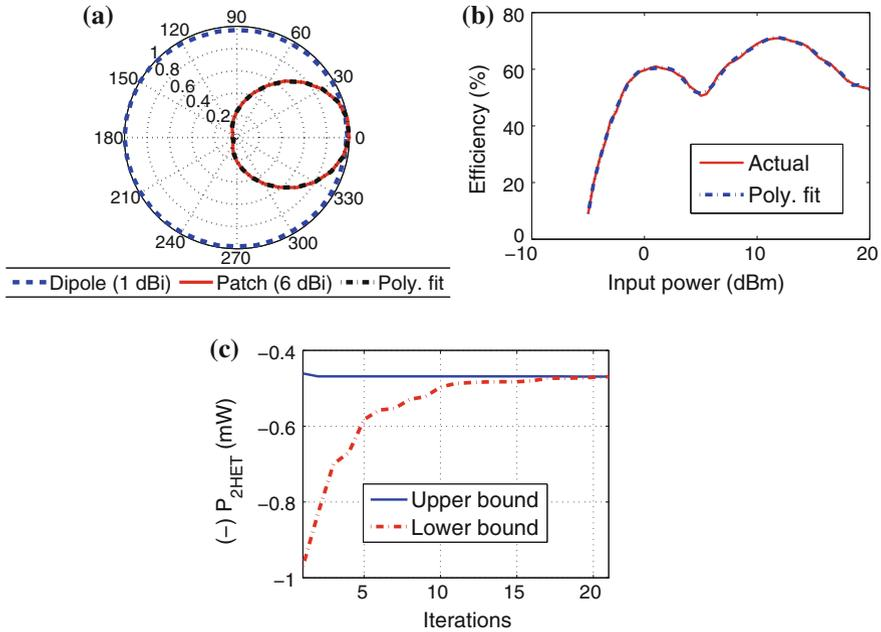 (a)
90
120
60
1
0.8
150
30
0.6
0.4
0.2
180
0
210
330
240
300
270
Dipole (1 dBi) Patch (6 dBi) Poly. fit
(b)
80
60
40
20
0
Efficiency (%)
Actual
Poly. fit
−10 0 10 20
Input power (dBm)
(c)
−0.4
−0.6
−0.8
−1
(−) P2HET (mW)
Upper bound
Lower bound
5 10 15 20
Iterations